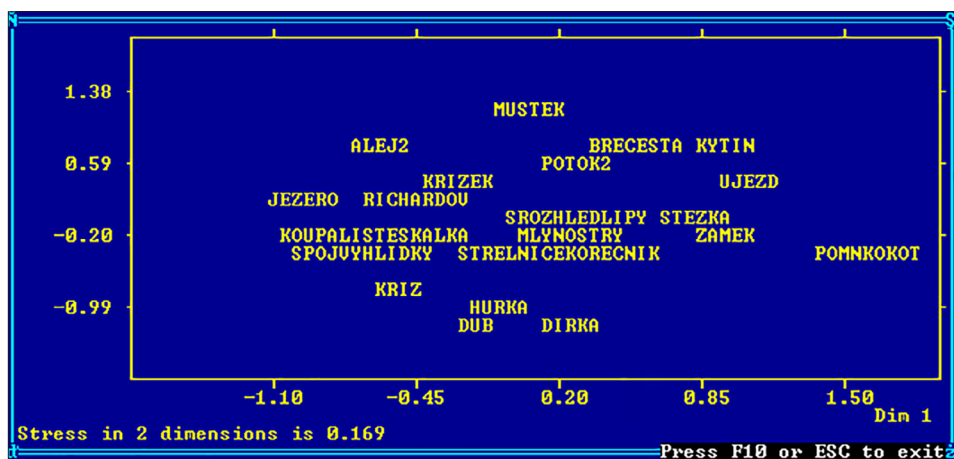 1.38
MUSTEK
ALEJ2 BRECESTA KYTIN
0.59 POTOK2
KRIZEK UJEZD
JEZERO RICHARDOV
SROZHLEDLIPY STEZKA
-0.20 KOUPALISTESKALKA MLYNOSTRY ZAMEK
SPOJVYHLIDKY STRELNICEKORECNIK POMNKOKOT
KRIZ
-0.99 HURKA
DUB DIRKA
-1.10 -0.45 0.20 0.85 1.50
Dim 1
Stress in 2 dimensions is 0.169
Press F10 or ESC to exit